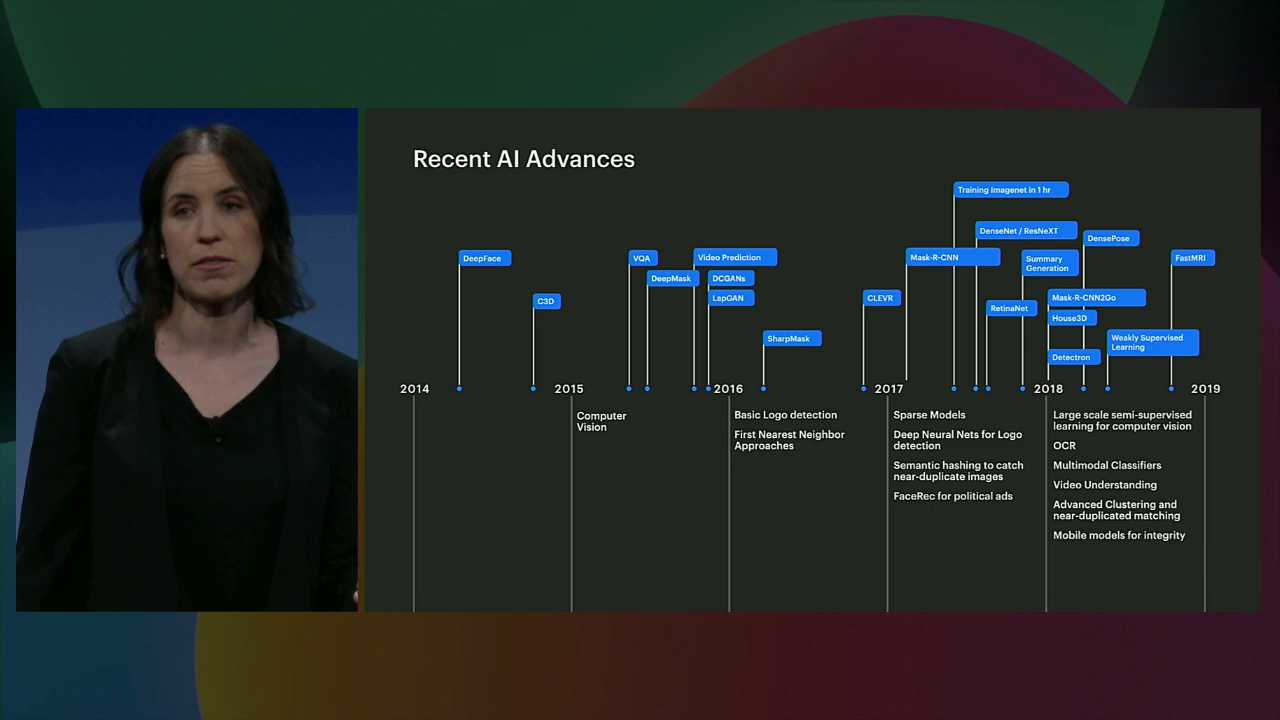 Recent AI Advances
Training Imagenet in 1 hr
DenseNet / ResNeXT
DensePose
DeepFace
VQA
Video Prediction
Mask-R-CNN
Summary
Generation
FastMRI
DeepMask
DCGANs
C3D
LapGAN
CLEVR
Mask-R-CNN2Go
RetinaNet
House3D
SharpMask
Weakly Supervised
Learning
Detectron
2014
2015
2016
2017
2018
2019
Computer
Vision
Basic Logo detection
First Nearest Neighbor
Approaches
Sparse Models
Deep Neural Nets for Logo
detection
Semantic hashing to catch
near-duplicate images
FaceRec for political ads
Large scale semi-supervised
learning for computer vision
OCR
Multimodal Classifiers
Video Understanding
Advanced Clustering and
near-duplicated matching
Mobile models for integrity